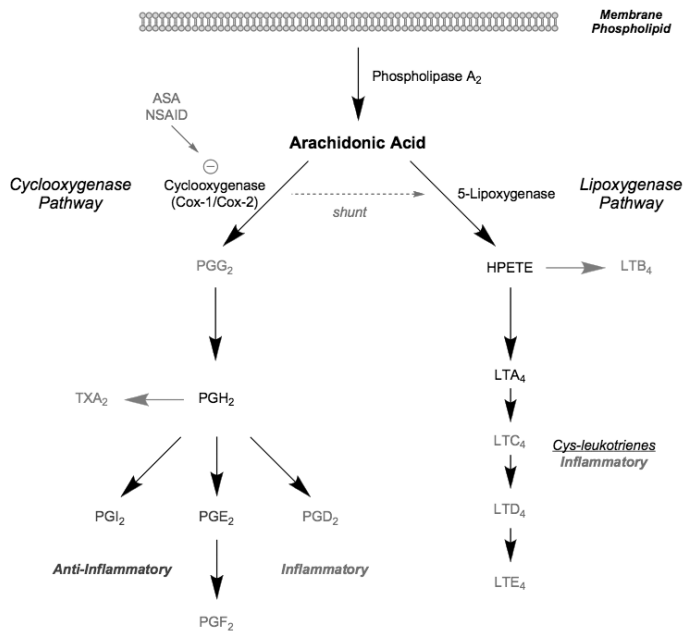 Membrane
Phospholipid
Phospholipase A₂
ASA
NSAID
Arachidonic Acid
−
Cyclooxygenase
Pathway
Cyclooxygenase
(Cox-1/Cox-2)
shunt
5-Lipoxygenase
Lipoxygenase
Pathway
PGG₂
HPETE
LTB₄
TXA₂
PGH₂
LTA₄
LTC₄
Cys-leukotrienes
Inflammatory
PGI₂
PGE₂
PGD₂
LTD₄
Anti-Inflammatory
Inflammatory
LTE₄
PGF₂